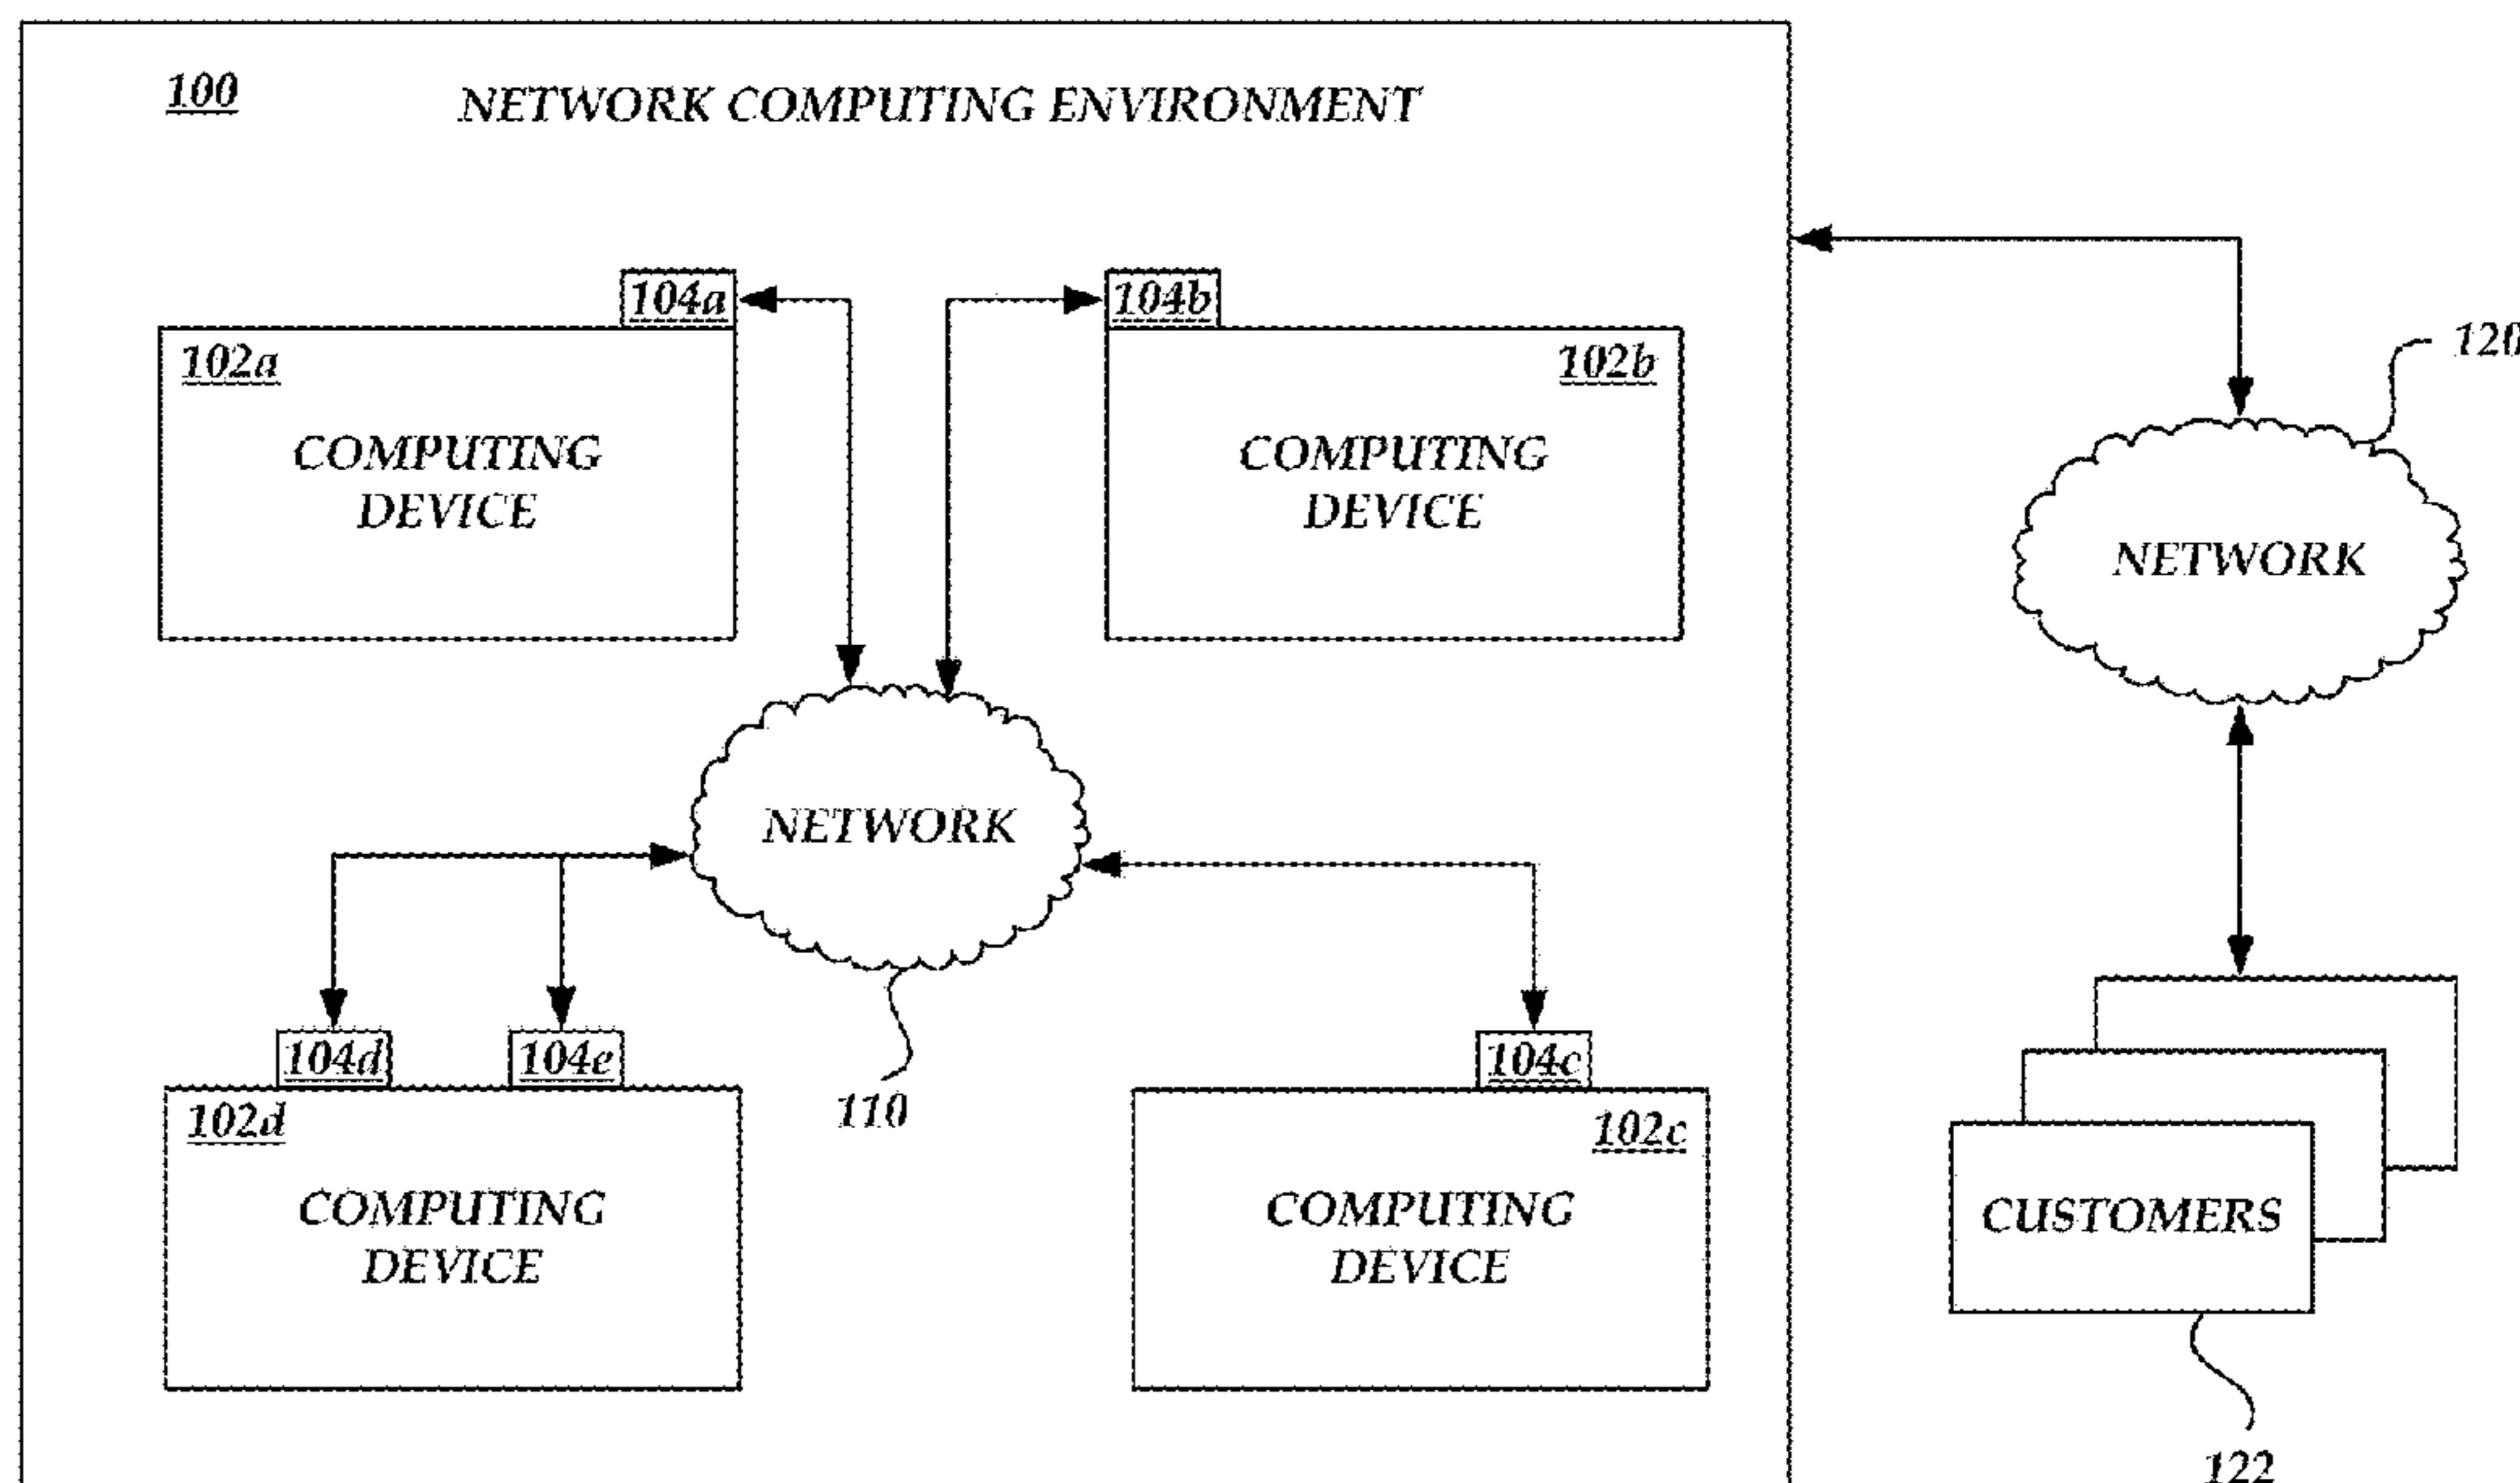 100
NETWORK COMPUTING ENVIRONMENT
104a
104b
102a
102b
COMPUTING
DEVICE
COMPUTING
DEVICE
120
NETWORK
NETWORK
104d
104e
104c
102d
110
102c
COMPUTING
DEVICE
COMPUTING
DEVICE
CUSTOMERS
122